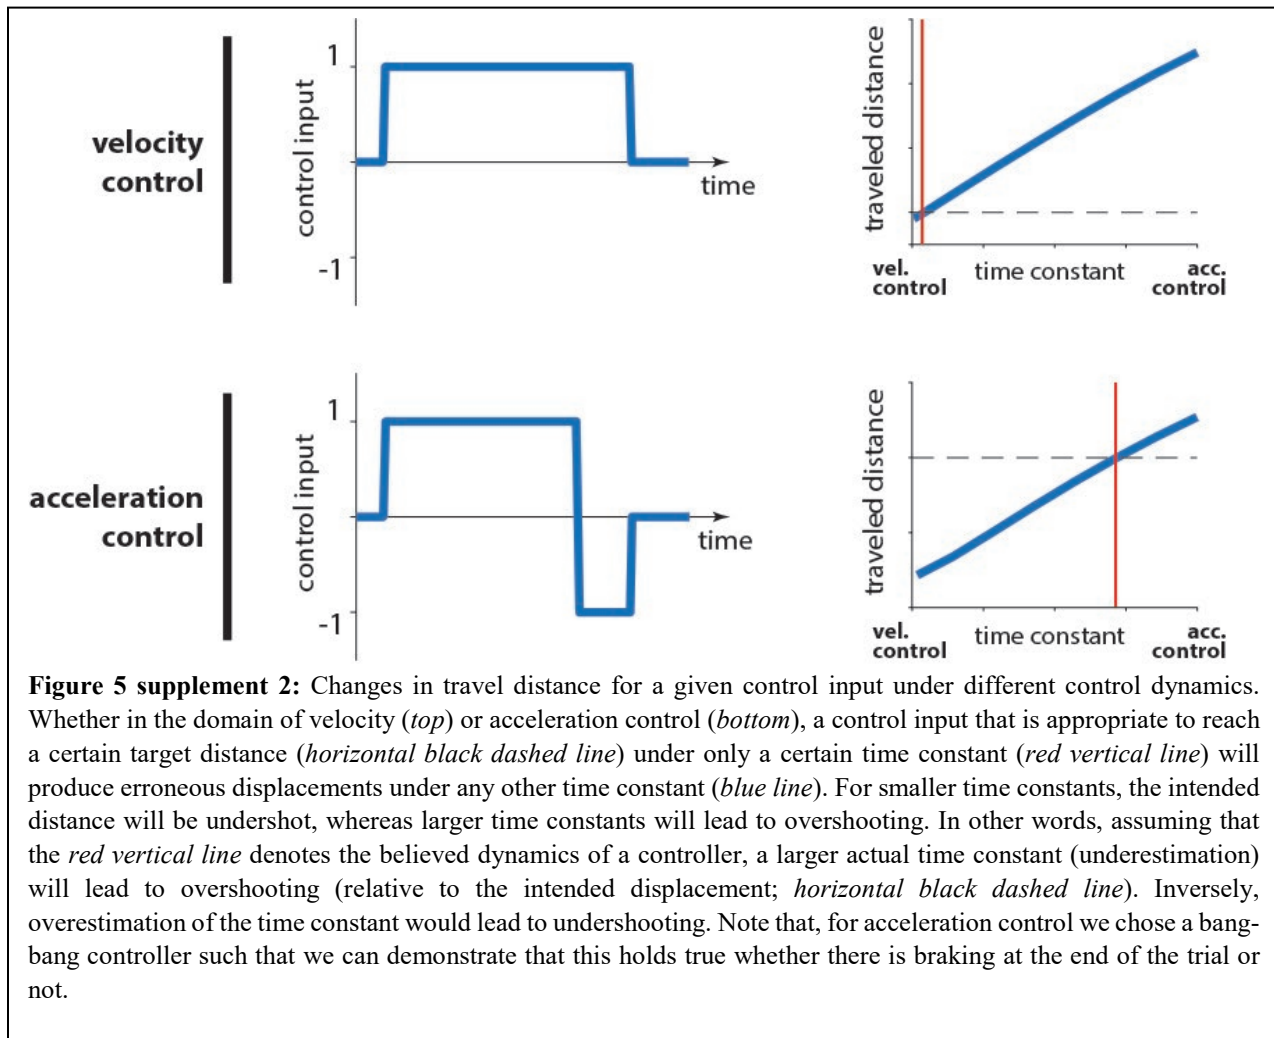 velocity
control
control input
1
-1
time
traveled distance
vel.
control
time constant
acc.
control
acceleration
control
control input
1
-1
time
traveled distance
vel.
control
time constant
acc.
control
Figure 5 supplement 2: Changes in travel distance for a given control input under different control dynamics.
Whether in the domain of velocity (top) or acceleration control (bottom), a control input that is appropriate to reach
a certain target distance (horizontal black dashed line) under only a certain time constant (red vertical line) will
produce erroneous displacements under any other time constant (blue line). For smaller time constants, the intended
distance will be undershot, whereas larger time constants will lead to overshooting. In other words, assuming that
the red vertical line denotes the believed dynamics of a controller, a larger actual time constant (underestimation)
will lead to overshooting (relative to the intended displacement; horizontal black dashed line). Inversely,
overestimation of the time constant would lead to undershooting. Note that, for acceleration control we chose a bang-
bang controller such that we can demonstrate that this holds true whether there is braking at the end of the trial or
not.